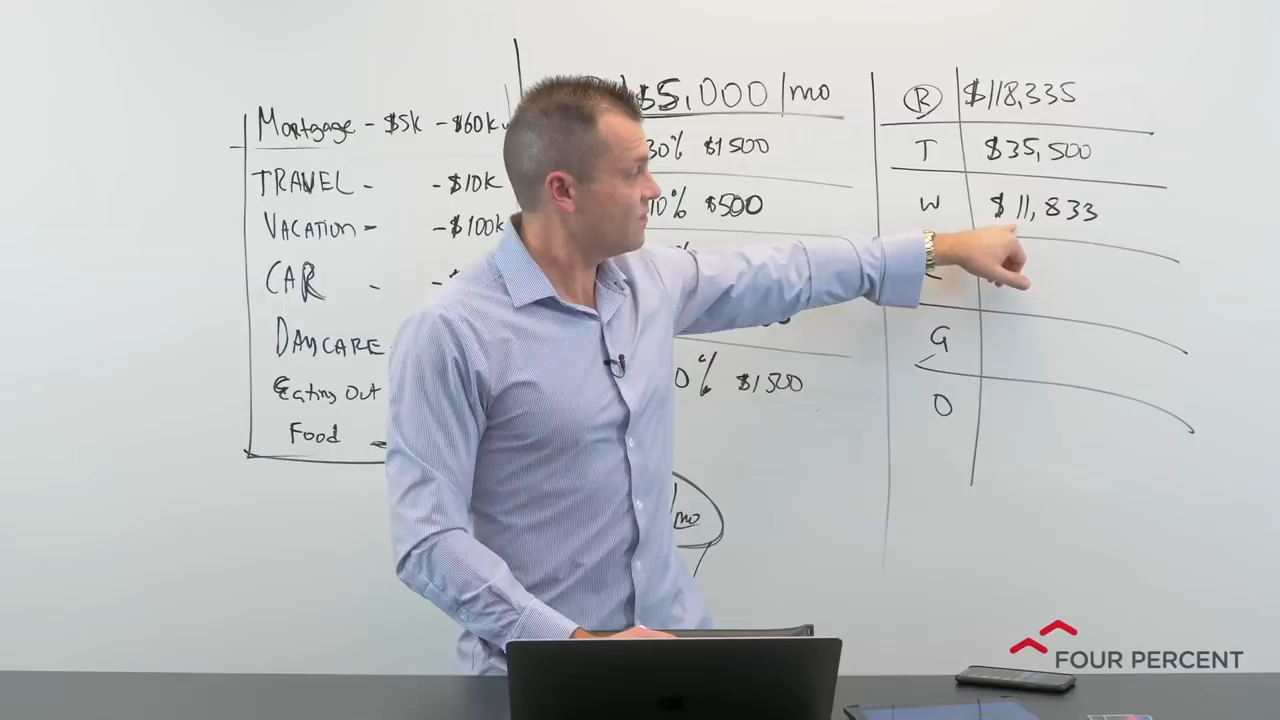 Mortgage - $5k - $60k
TRAVEL - - $10k
VACATION - - $100k
CAR - -
DAYCARE
Eating Out
Food -
$5,000/mo
30% $1500
10% $500
0% $1500
/mo
R $118,335
T $35,500
W $11,833
G
O
FOUR PERCENT